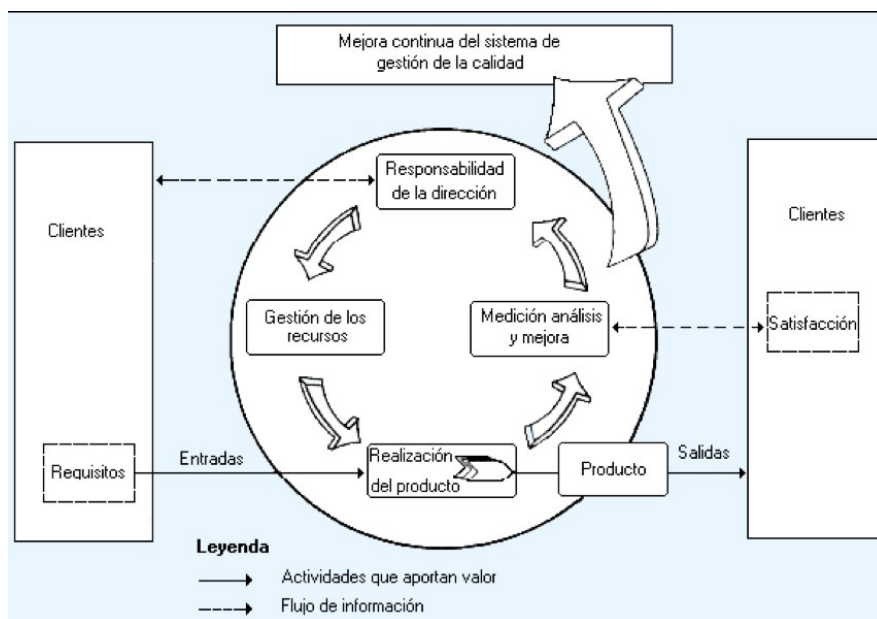 Mejora continua del sistema de
gestión de la calidad
Responsabilidad
de la dirección
Clientes
Clientes
Gestión de los
recursos
Medición análisis
y mejora
Satisfacción
Requisitos
Entradas
Realización
del producto
Producto
Salidas
Leyenda
Actividades que aportan valor
Flujo de información